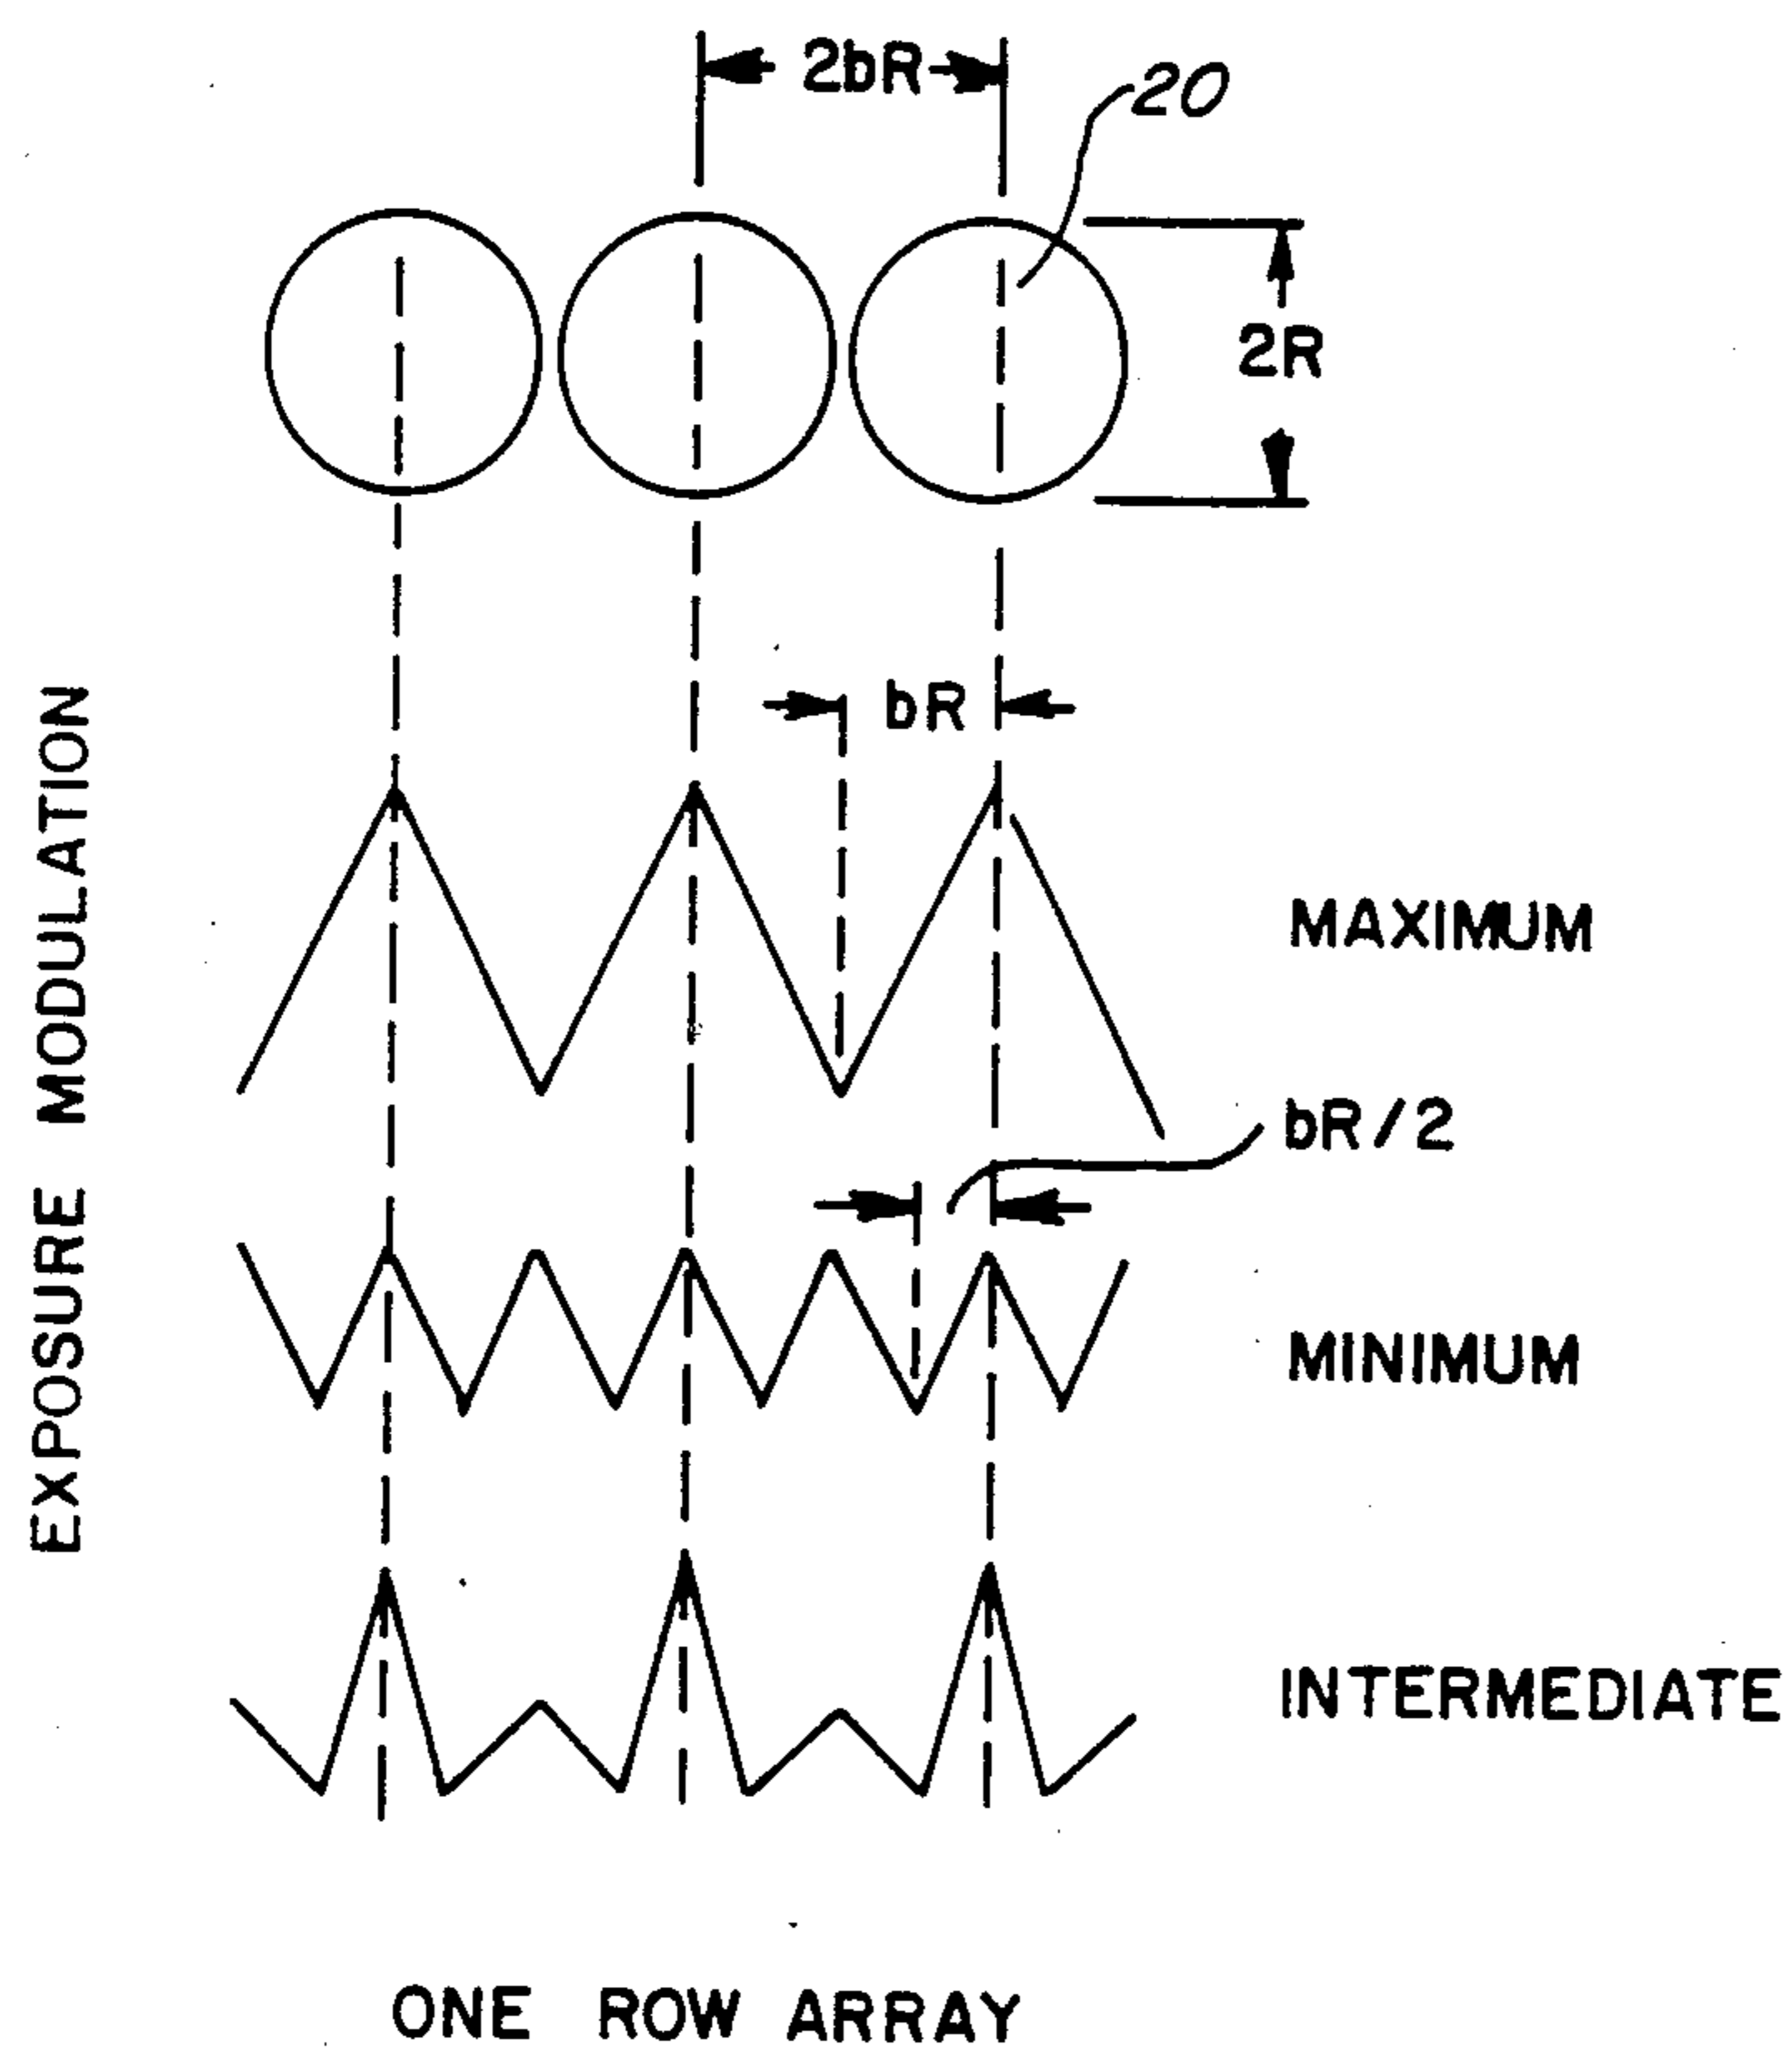 2bR
20
2R
bR
MAXIMUM
bR/2
MINIMUM
INTERMEDIATE
EXPOSURE MODULATION
ONE ROW ARRAY